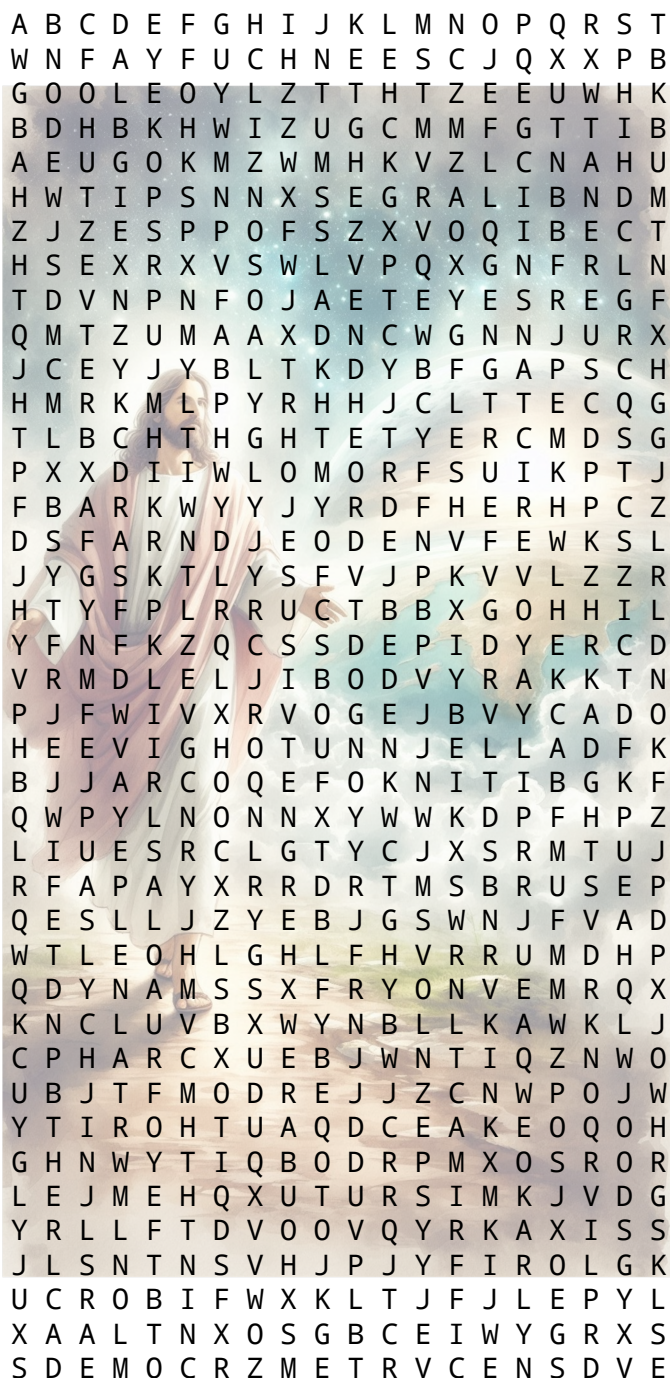 A B C D E F G H I J K L M N O P Q R S T
W N F A Y F U C H N E E S C J Q X X P B
G O O L E O Y L Z T T H T Z E E U W H K
B D H B K H W I Z U G C M M F G T T I B
A E U G O K M Z W M H K V Z L C N A H U
H W T I P S N N X S E G R A L I B N D M
Z J Z E S P P O F S Z X V O Q I B E C T
H S E X R X V S W L V P Q X G N F R L N
T D V N P N F O J A E T E Y E S R E G F
Q M T Z U M A A X D N C W G N N J U R X
J C E Y J Y B L T K D Y B F G A P S C H
H M R K M L P Y R H H J C L T T E C Q G
T L B C H T H G H T E T Y E R C M D S G
P X X D I I W L O M O R F S U I K P T J
F B A R K W Y Y J Y R D F H E R H P C Z
D S F A R N D J E O D E N V F E W K S L
J Y G S K T L Y S F V J P K V V L Z Z R
H T Y F P L R R U C T B B X G O H H I L
Y F N F K Z Q C S S D E P I D Y E R C D
V R M D L E L J I B O D V Y R A K K T N
P J F W I V X R V O G E J B V Y C A D O
H E E V I G H O T U N N J E L L A D F K
B J J A R C O Q E F O K N I T I B G K F
Q W P Y L N O N N X Y W W K D P F H P Z
L I U E S R C L G T Y C J X S R M T U J
R F A P A Y X R R D R T M S B R U S E P
Q E S L L J Z Y E B J G S W N J F V A D
W T L E O H L G H L F H V R R U M D H P
Q D Y N A M S S X F R Y O N V E M R Q X
K N C L U V B X W Y N B L L K A W K L J
C P H A R C X U E B J W N T I Q Z N W O
U B J T F M O D R E J J Z C N W P O J W
Y T I R O H T U A Q D C E A K E O Q O H
G H N W Y T I Q B O D R P M X O S R O R
L E J M E H Q X U T U R S I M K J V D G
Y R L L F T D V O O V Q Y R K A X I S S
J L S N T N S V H J P J Y F I R O L G K
U C R O B I F W X K L T J F J L E P Y L
X A A L T N X O S G B C E I W Y G R X S
S D E M O C R Z M E T R V C E N S D V E